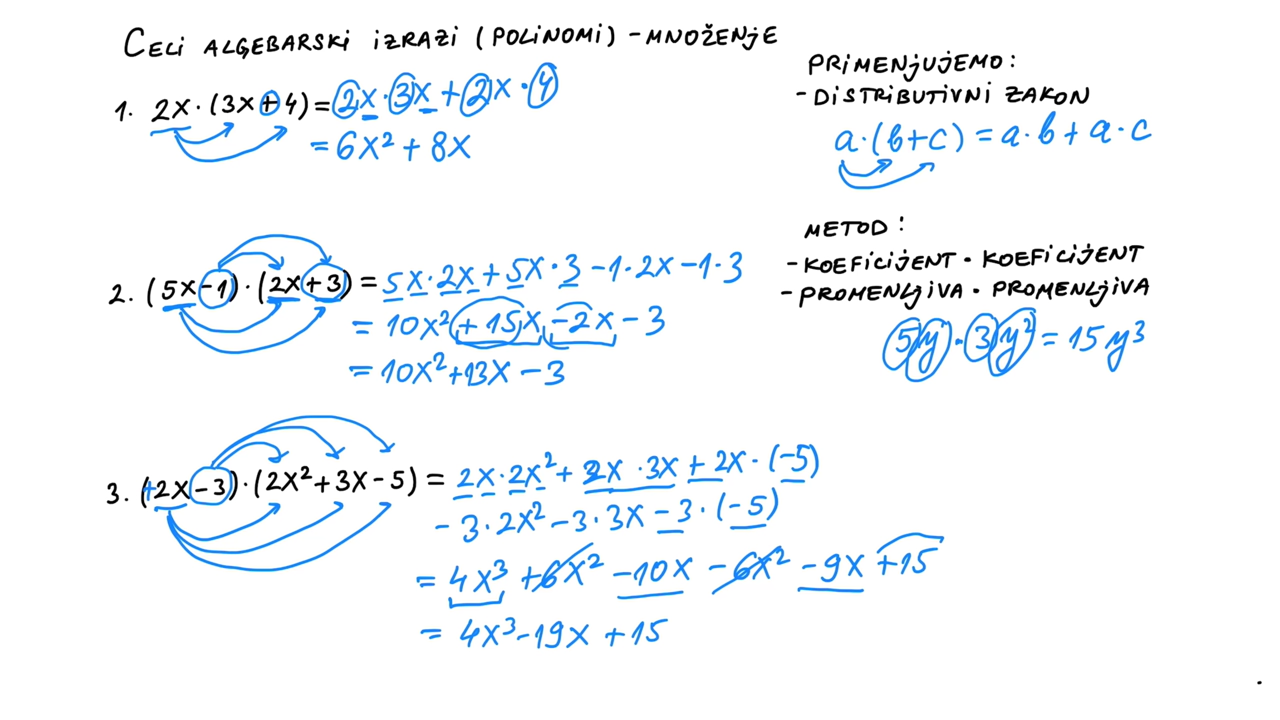 CELI ALGEBARSKI IZRAZI (POLINOMI) - MNOŽENJE
1. 2x · (3x + 4) = 2x · 3x + 2x · 4
= 6x² + 8x
2. (5x - 1) · (2x + 3) = 5x · 2x + 5x · 3 - 1 · 2x - 1 · 3
= 10x² + 15x - 2x - 3
= 10x² + 13x - 3
3. (+2x - 3) · (2x² + 3x - 5) = 2x · 2x² + 2x · 3x + 2x · (-5)
- 3 · 2x² - 3 · 3x - 3 · (-5)
= 4x³ + 6x² - 10x - 6x² - 9x + 15
= 4x³ - 19x + 15
PRIMENJUJEMO:
- DISTRIBUTIVNI ZAKON
a · (b + c) = a · b + a · c
METOD:
- KOEFICIJENT · KOEFICIJENT
- PROMENLJIVA · PROMENLJIVA
5y · 3y² = 15y³